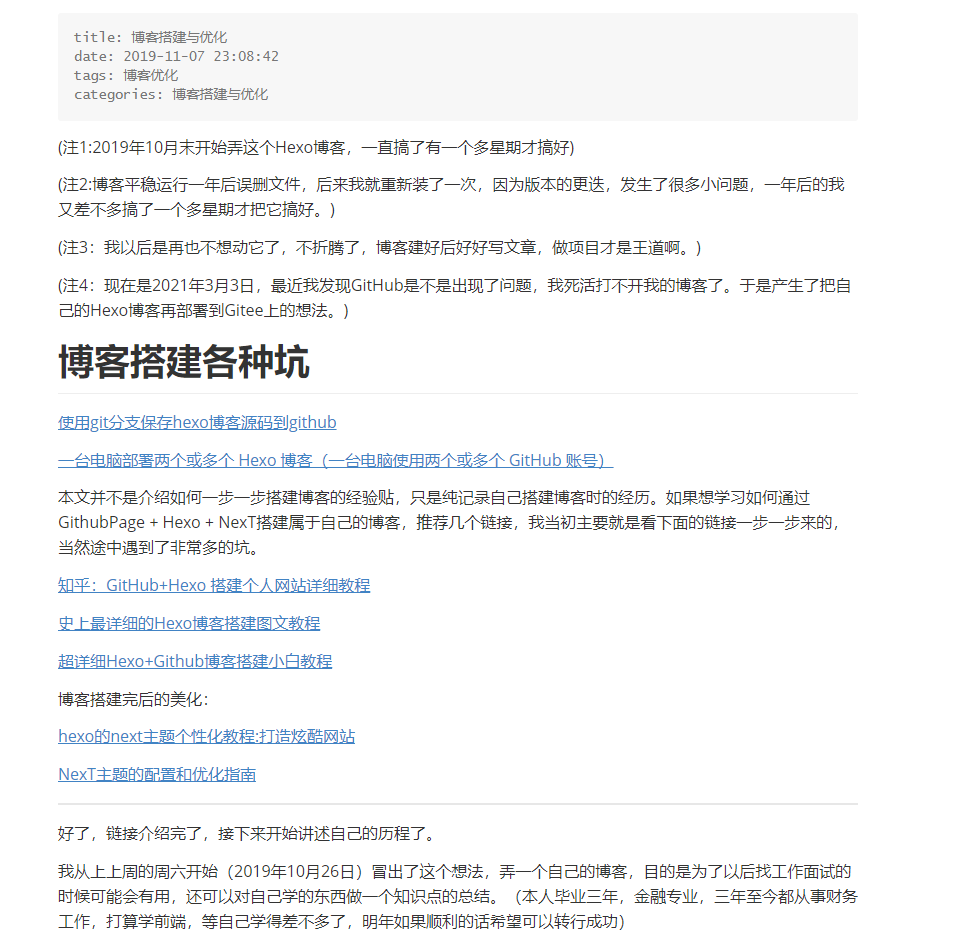 title: 博客搭建与优化
date: 2019-11-07 23:08:42
tags: 博客优化
categories: 博客搭建与优化
(注1:2019年10月末开始弄这个Hexo博客，一直搞了有一个多星期才搞好)
(注2:博客平稳运行一年后误删文件，后来我就重新装了一次，因为版本的更迭，发生了很多小问题，一年后的我
又差不多搞了一个多星期才把它搞好。)
(注3：我以后是再也不想动它了，不折腾了，博客建好后好好写文章，做项目才是王道啊。)
(注4：现在是2021年3月3日，最近我发现GitHub是不是出现了问题，我死活打不开我的博客了。于是产生了把自
己的Hexo博客再部署到Gitee上的想法。)
博客搭建各种坑
使用git分支保存hexo博客源码到github
一台电脑部署两个或多个 Hexo 博客（一台电脑使用两个或多个 GitHub 账号）
本文并不是介绍如何一步一步搭建博客的经验贴，只是纯记录自己搭建博客时的经历。如果想学习如何通过
GithubPage + Hexo + NexT搭建属于自己的博客，推荐几个链接，我当初主要就是看下面的链接一步一步来的，
当然途中遇到了非常多的坑。
知乎：GitHub+Hexo 搭建个人网站详细教程
史上最详细的Hexo博客搭建图文教程
超详细Hexo+Github博客搭建小白教程
博客搭建完后的美化：
hexo的next主题个性化教程:打造炫酷网站
NexT主题的配置和优化指南
好了，链接介绍完了，接下来开始讲述自己的历程了。
我从上上周的周六开始（2019年10月26日）冒出了这个想法，弄一个自己的博客，目的是为了以后找工作面试的
时候可能会有用，还可以对自己学的东西做一个知识点的总结。（本人毕业三年，金融专业，三年至今都从事财务
工作，打算学前端，等自己学得差不多了，明年如果顺利的话希望可以转行成功）